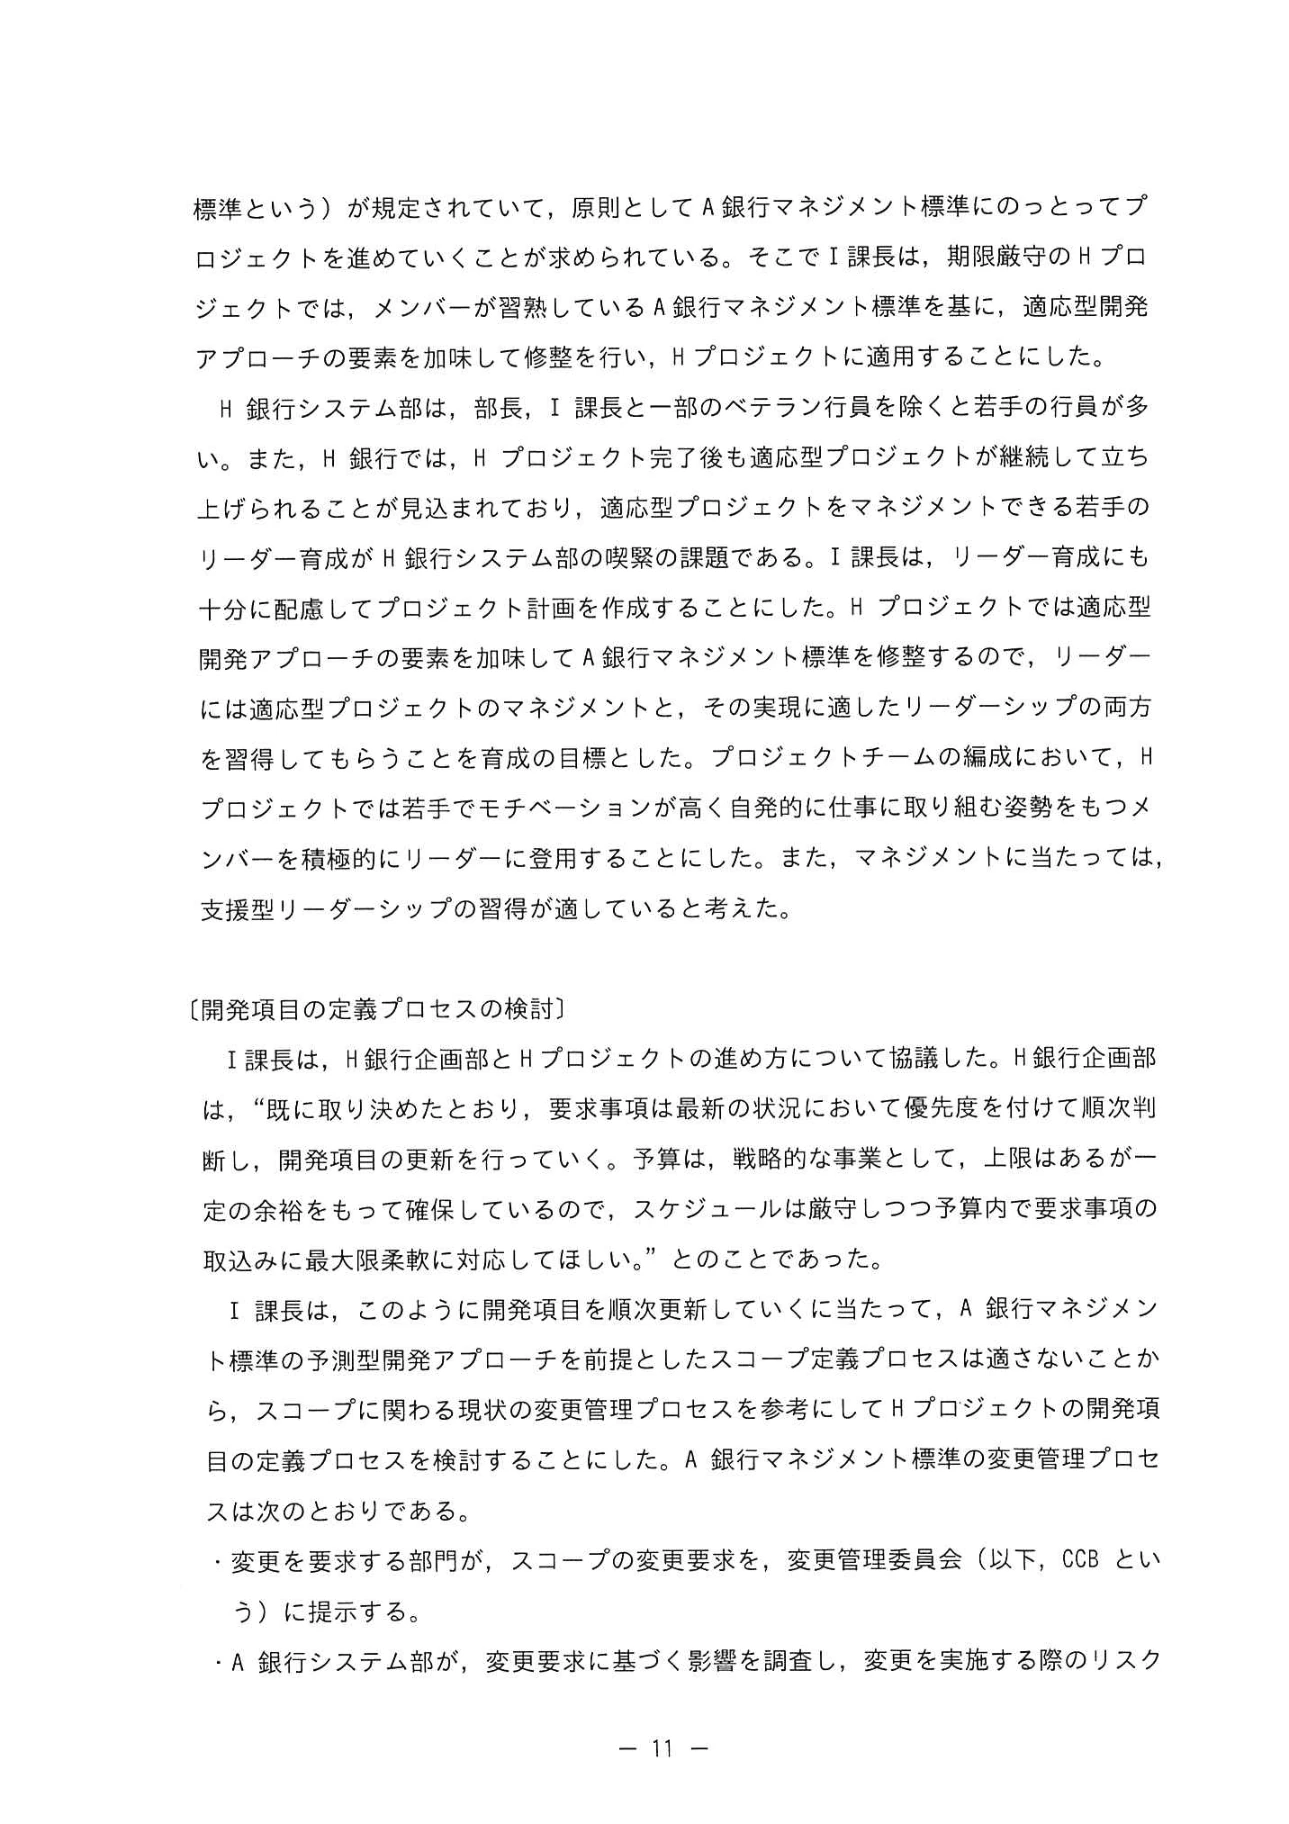 標準という）が規定されていて，原則として A 銀行マネジメント標準にのっとってプ
ロジェクトを進めていくことが求められている。そこで I 課長は，期限厳守の H プロ
ジェクトでは，メンバーが習熟している A 銀行マネジメント標準を基に，適応型開発
アプローチの要素を加味して修整を行い，H プロジェクトに適用することにした。
H 銀行システム部は，部長，I 課長と一部のベテラン行員を除くと若手の行員が多
い。また，H 銀行では，H プロジェクト完了後も適応型プロジェクトが継続して立ち
上げられることが見込まれており，適応型プロジェクトをマネジメントできる若手の
リーダー育成が H 銀行システム部の喫緊の課題である。I 課長は，リーダー育成にも
十分に配慮してプロジェクト計画を作成することにした。H プロジェクトでは適応型
開発アプローチの要素を加味して A 銀行マネジメント標準を修整するので，リーダー
には適応型プロジェクトのマネジメントと，その実現に適したリーダーシップの両方
を習得してもらうことを育成の目標とした。プロジェクトチームの編成において，H
プロジェクトでは若手でモチベーションが高く自発的に仕事に取り組む姿勢をもつメ
ンバーを積極的にリーダーに登用することにした。また，マネジメントに当たっては，
支援型リーダーシップの習得が適していると考えた。
〔開発項目の定義プロセスの検討〕
I 課長は，H 銀行企画部と H プロジェクトの進め方について協議した。H 銀行企画部
は，“既に取り決めたとおり，要求事項は最新の状況において優先度を付けて順次判
断し，開発項目の更新を行っていく。予算は，戦略的な事業として，上限はあるが一
定の余裕をもって確保しているので，スケジュールは厳守しつつ予算内で要求事項の
取込みに最大限柔軟に対応してほしい。”とのことであった。
I 課長は，このように開発項目を順次更新していくに当たって，A 銀行マネジメン
ト標準の予測型開発アプローチを前提としたスコープ定義プロセスは適さないことか
ら，スコープに関わる現状の変更管理プロセスを参考にして H プロジェクトの開発項
目の定義プロセスを検討することにした。A 銀行マネジメント標準の変更管理プロセ
スは次のとおりである。
・変更を要求する部門が，スコープの変更要求を，変更管理委員会（以下，CCB とい
う）に提示する。
・A 銀行システム部が，変更要求に基づく影響を調査し，変更を実施する際のリスク
－ 11 －